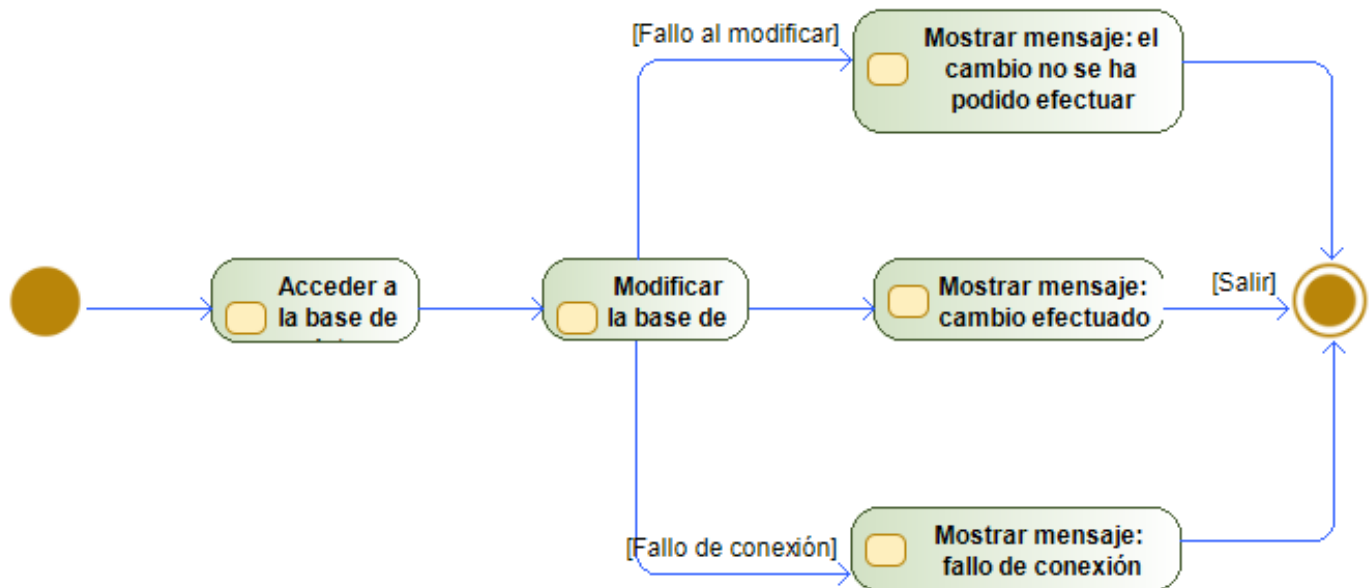 [Fallo al modificar]
Mostrar mensaje: el
cambio no se ha
podido efectuar
Acceder a
la base de
Modificar
la base de
Mostrar mensaje:
cambio efectuado
[Salir]
[Fallo de conexión]
Mostrar mensaje:
fallo de conexión